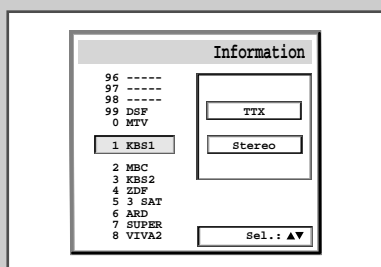 Information
96 -----
97 -----
98 -----
99 DSF
0 MTV
1 KBS1
2 MBC
3 KBS2
4 ZDF
5 3 SAT
6 ARD
7 SUPER
8 VIVA2
TTX
Stereo
Sel.: ▲▼